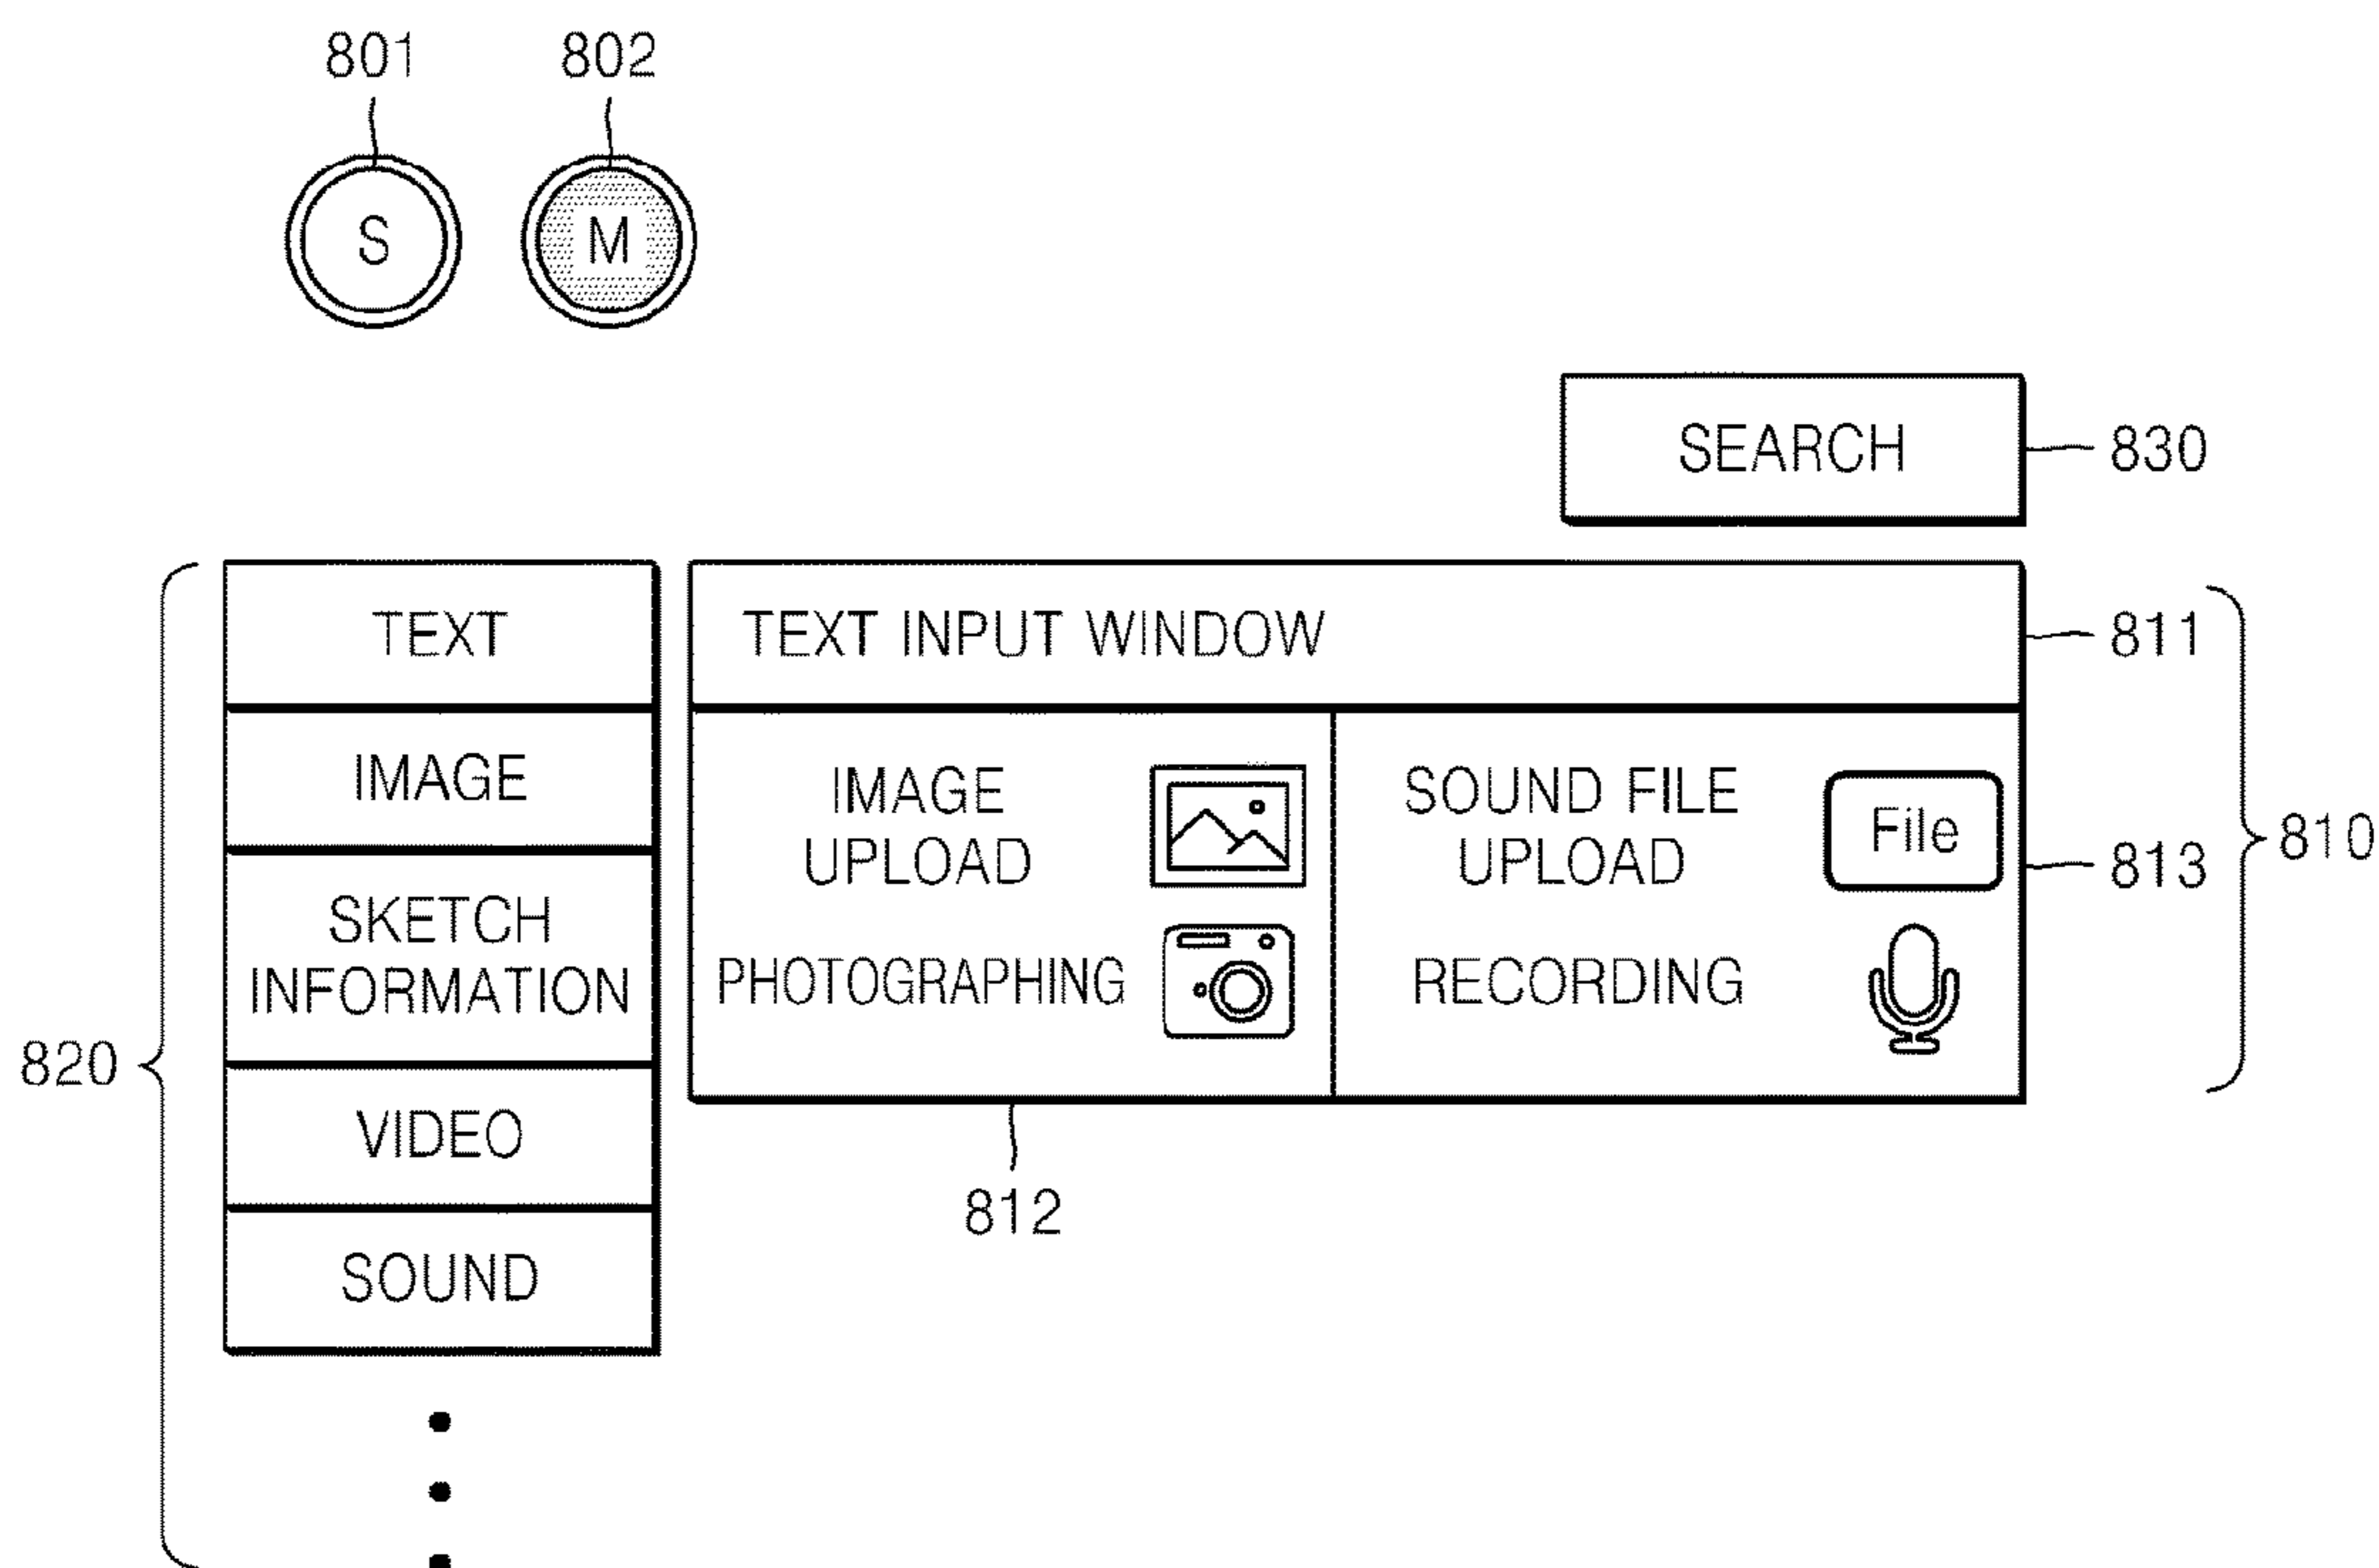 801
802
S
M
SEARCH
830
TEXT
TEXT INPUT WINDOW
811
IMAGE
IMAGE
UPLOAD
SOUND FILE
UPLOAD
File
813
810
SKETCH
INFORMATION
PHOTOGRAPHING
RECORDING
820
VIDEO
812
SOUND